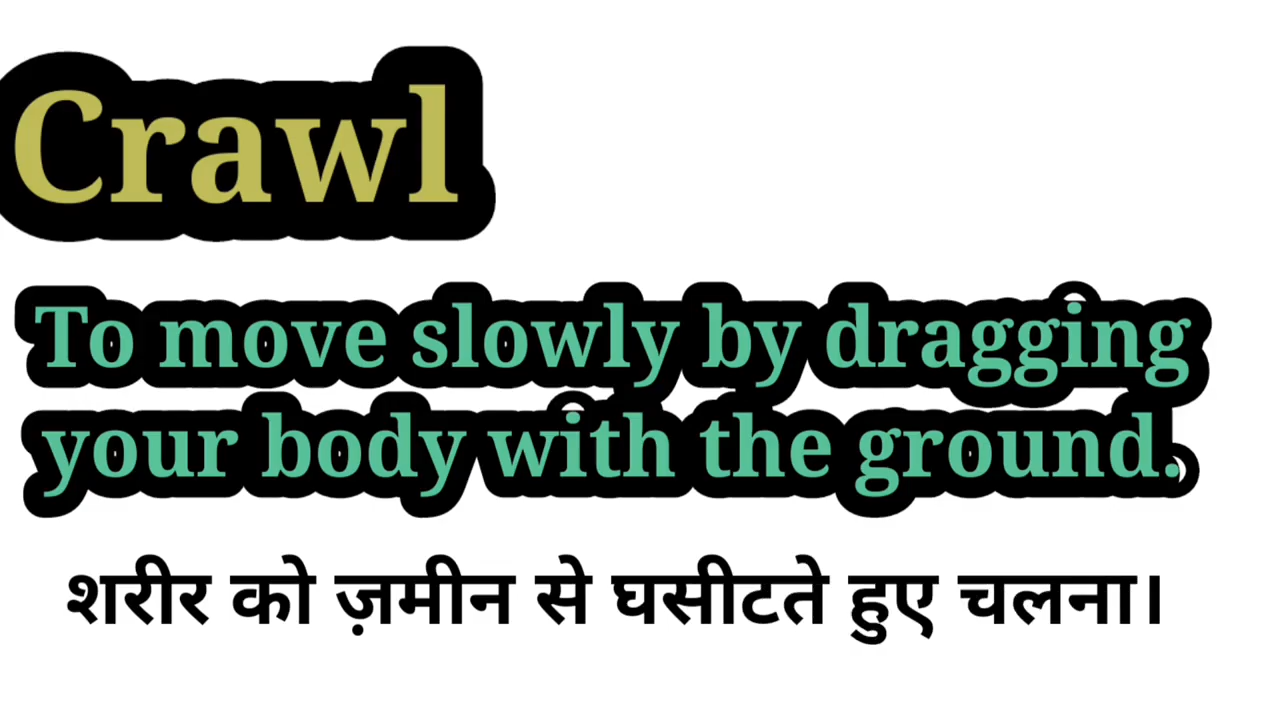 Crawl
To move slowly by dragging
your body with the ground.
शरीर को ज़मीन से घसीटते हुए चलना।